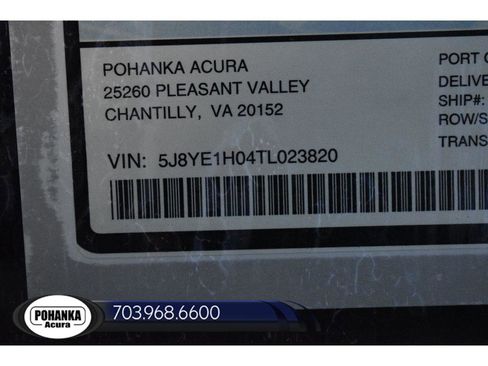 POHANKA ACURA
25260 PLEASANT VALLEY
CHANTILLY, VA 20152
VIN: 5J8YE1H04TL023820
PORT
DELIVER
SHIP#:
ROW/S
TRANS
POHANKA
Acura
703.968.6600